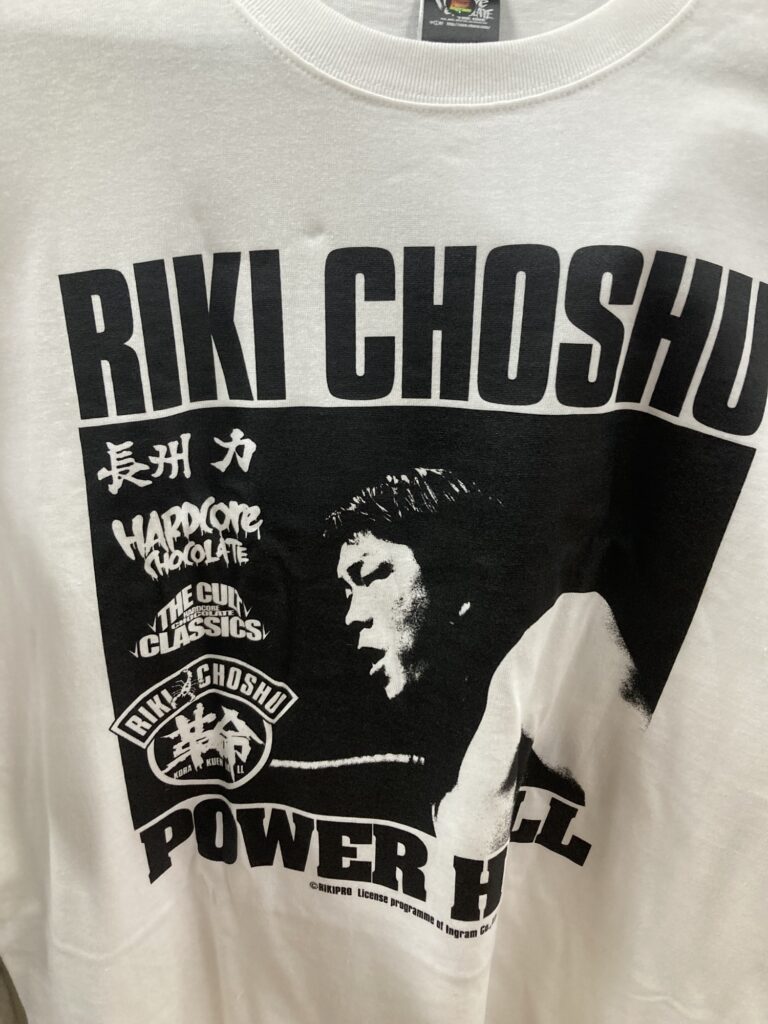 RIKI CHOSHU
長州 力
HARDCORE
CHOCOLATE
THE CULT
HARDCORE
CHOCOLATE
CLASSICS
RIKI CHOSHU
革命
POWER H LL
©RIKIPRO License programme of Ingram Co.,